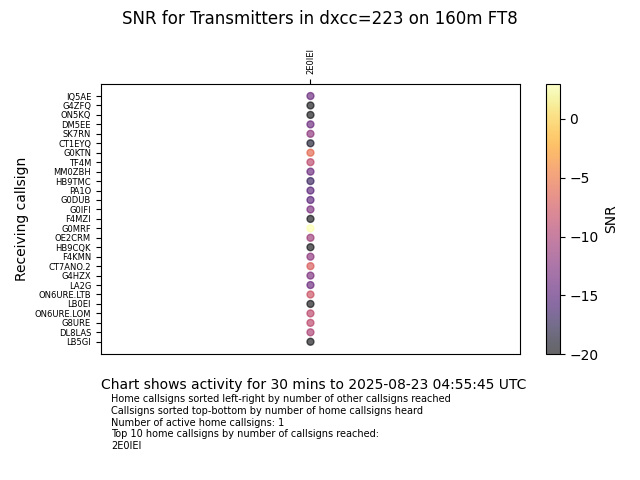 SNR for Transmitters in dxcc=223 on 160m FT8
2E0IEI
IQ5AE
G4ZFQ
ON5KQ
DM5EE
SK7RN
CT1EYQ
G0KTN
TF4M
MM0ZBH
HB9TMC
PA1O
G0DUB
G0IFI
F4MZI
G0MRF
OE2CRM
HB9CQK
F4KMN
CT7ANO.2
G4HZX
LA2G
ON6URE.LTB
LB0EI
ON6URE.LOM
G8URE
DL8LAS
LB5GI
Receiving callsign
0
−5
−10
−15
−20
SNR
Chart shows activity for 30 mins to 2025-08-23 04:55:45 UTC
Home callsigns sorted left-right by number of other callsigns reached
Callsigns sorted top-bottom by number of home callsigns heard
Number of active home callsigns: 1
Top 10 home callsigns by number of callsigns reached:
2E0IEI